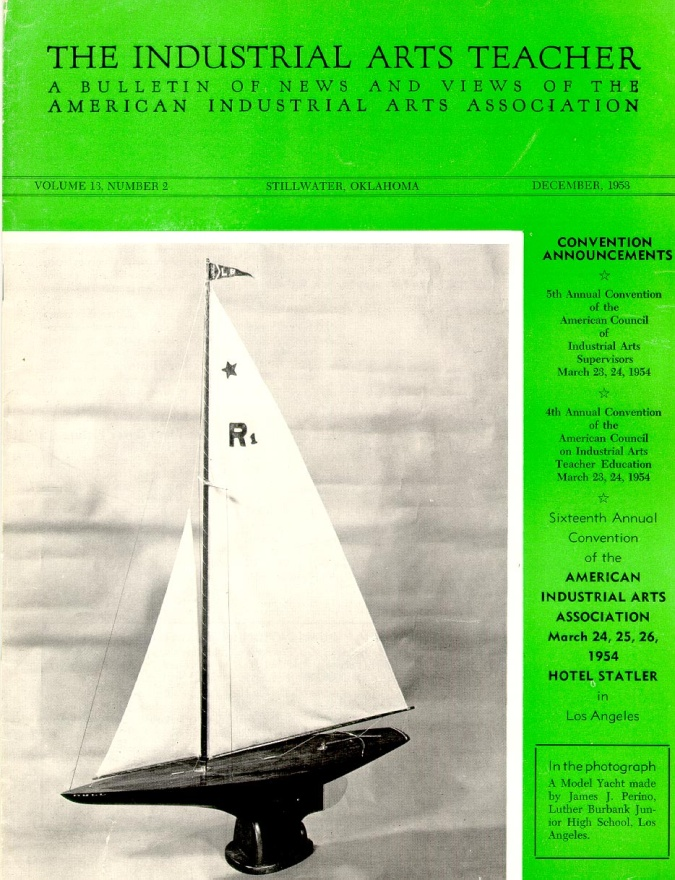 THE INDUSTRIAL ARTS TEACHER
A BULLETIN OF NEWS AND VIEWS OF THE
AMERICAN INDUSTRIAL ARTS ASSOCIATION
VOLUME 13, NUMBER 2 STILLWATER, OKLAHOMA DECEMBER, 1953
R1
CONVENTION
ANNOUNCEMENTS
☆
5th Annual Convention
of the
American Council
of
Industrial Arts
Supervisors
March 23, 24, 1954
☆
4th Annual Convention
of the
American Council
on Industrial Arts
Teacher Education
March 23, 24, 1954
☆
Sixteenth Annual
Convention
of the
AMERICAN
INDUSTRIAL ARTS
ASSOCIATION
March 24, 25, 26,
1954
HOTEL STATLER
in
Los Angeles
In the photograph
A Model Yacht made
by James J. Perino,
Luther Burbank Jun-
ior High School, Los
Angeles.